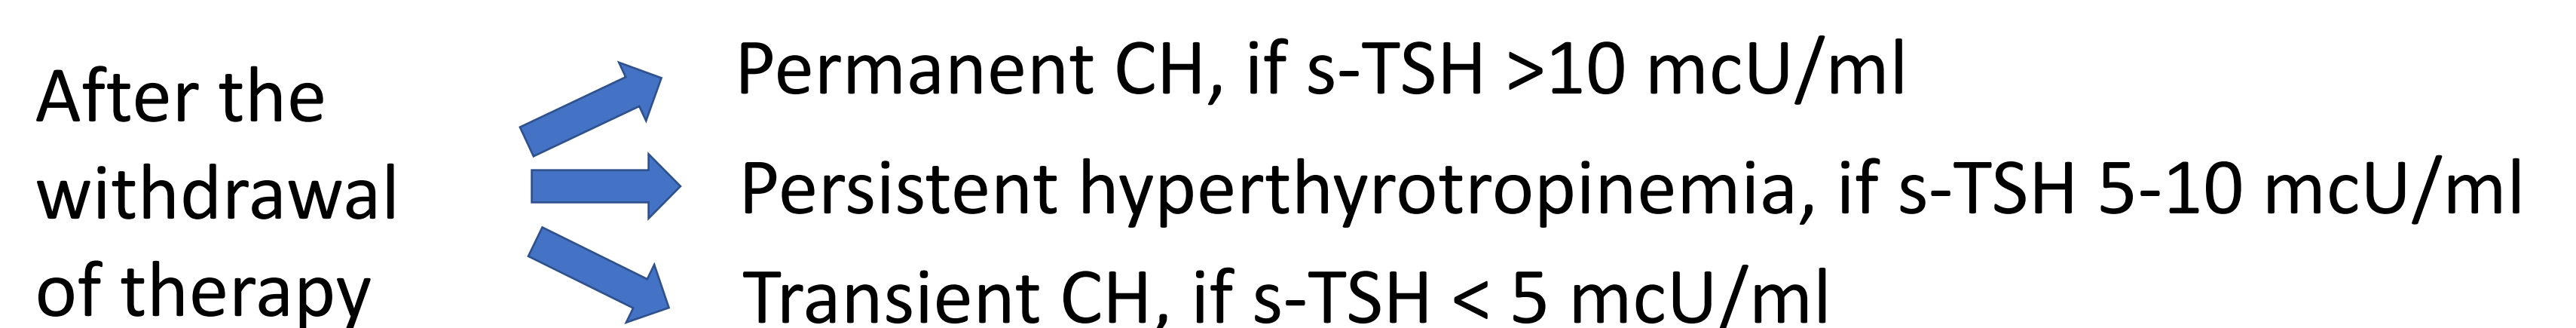 After the
withdrawal
of therapy
Permanent CH, if s-TSH >10 mcU/ml
Persistent hyperthyrotropinemia, if s-TSH 5-10 mcU/ml
Transient CH, if s-TSH < 5 mcU/ml